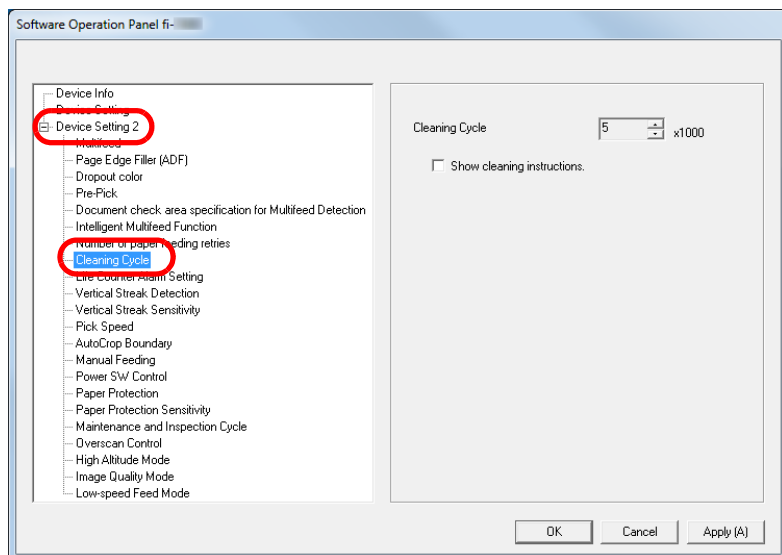 Software Operation Panel fi-
Device Info
Device Setting
Device Setting 2
Multifeed
Page Edge Filler (ADF)
Dropout color
Pre-Pick
Document check area specification for Multifeed Detection
Intelligent Multifeed Function
Number of paper feeding retries
Cleaning Cycle
Life Counter Alarm Setting
Vertical Streak Detection
Vertical Streak Sensitivity
Pick Speed
AutoCrop Boundary
Manual Feeding
Power SW Control
Paper Protection
Paper Protection Sensitivity
Maintenance and Inspection Cycle
Overscan Control
High Altitude Mode
Image Quality Mode
Low-speed Feed Mode
Cleaning Cycle 5 x1000
Show cleaning instructions.
OK Cancel Apply (A)